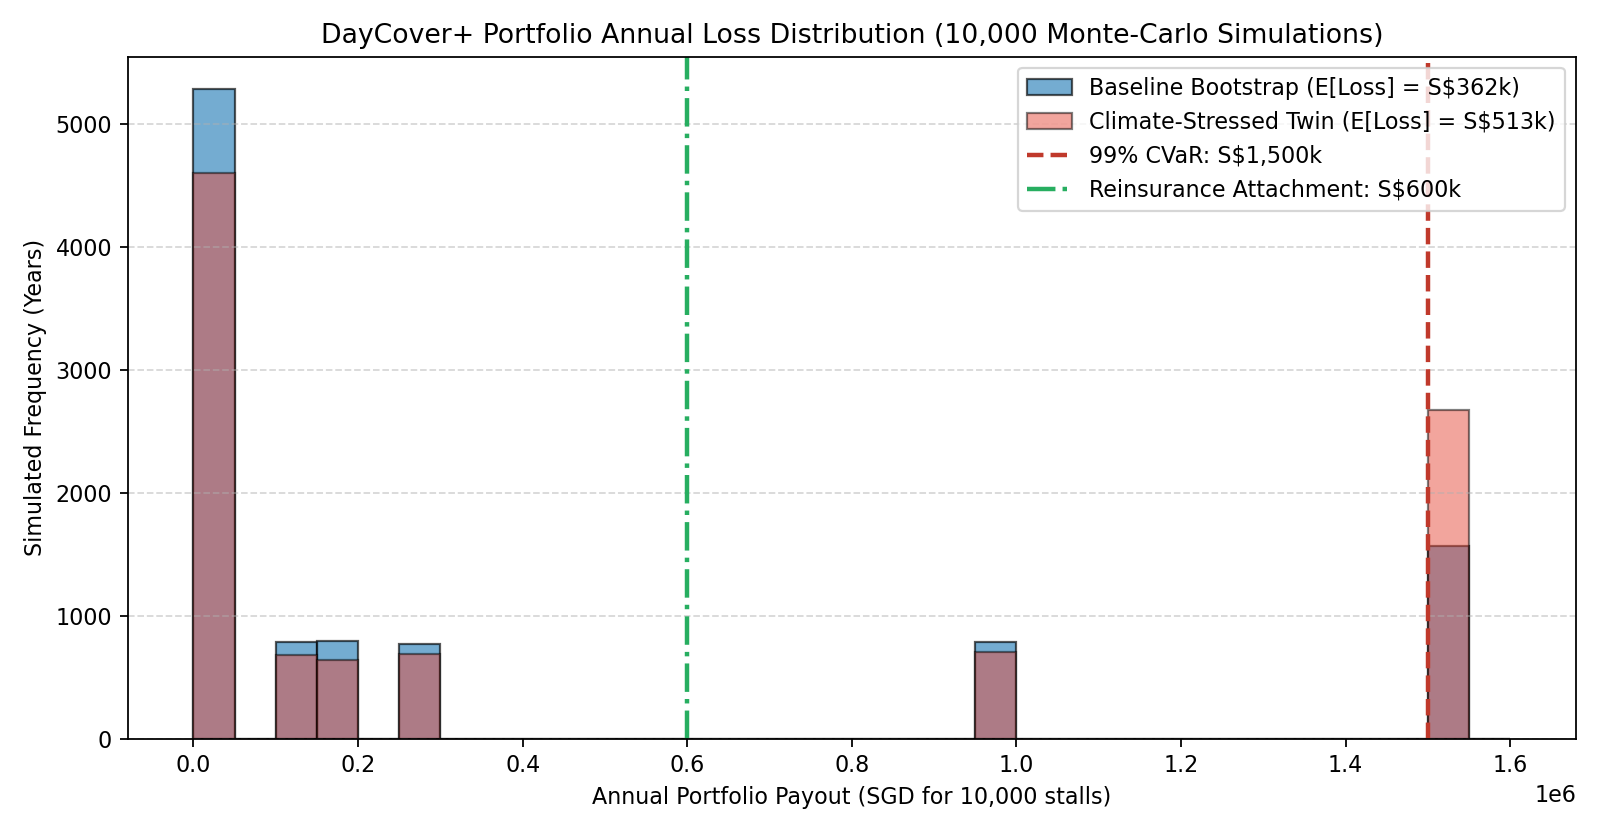 DayCover+ Portfolio Annual Loss Distribution (10,000 Monte-Carlo Simulations)
Baseline Bootstrap (E[Loss] = S$362k)
Climate-Stressed Twin (E[Loss] = S$513k)
99% CVaR: S$1,500k
Reinsurance Attachment: S$600k
Simulated Frequency (Years)
5000
4000
3000
2000
1000
0
0.0 0.2 0.4 0.6 0.8 1.0 1.2 1.4 1.6
1e6
Annual Portfolio Payout (SGD for 10,000 stalls)